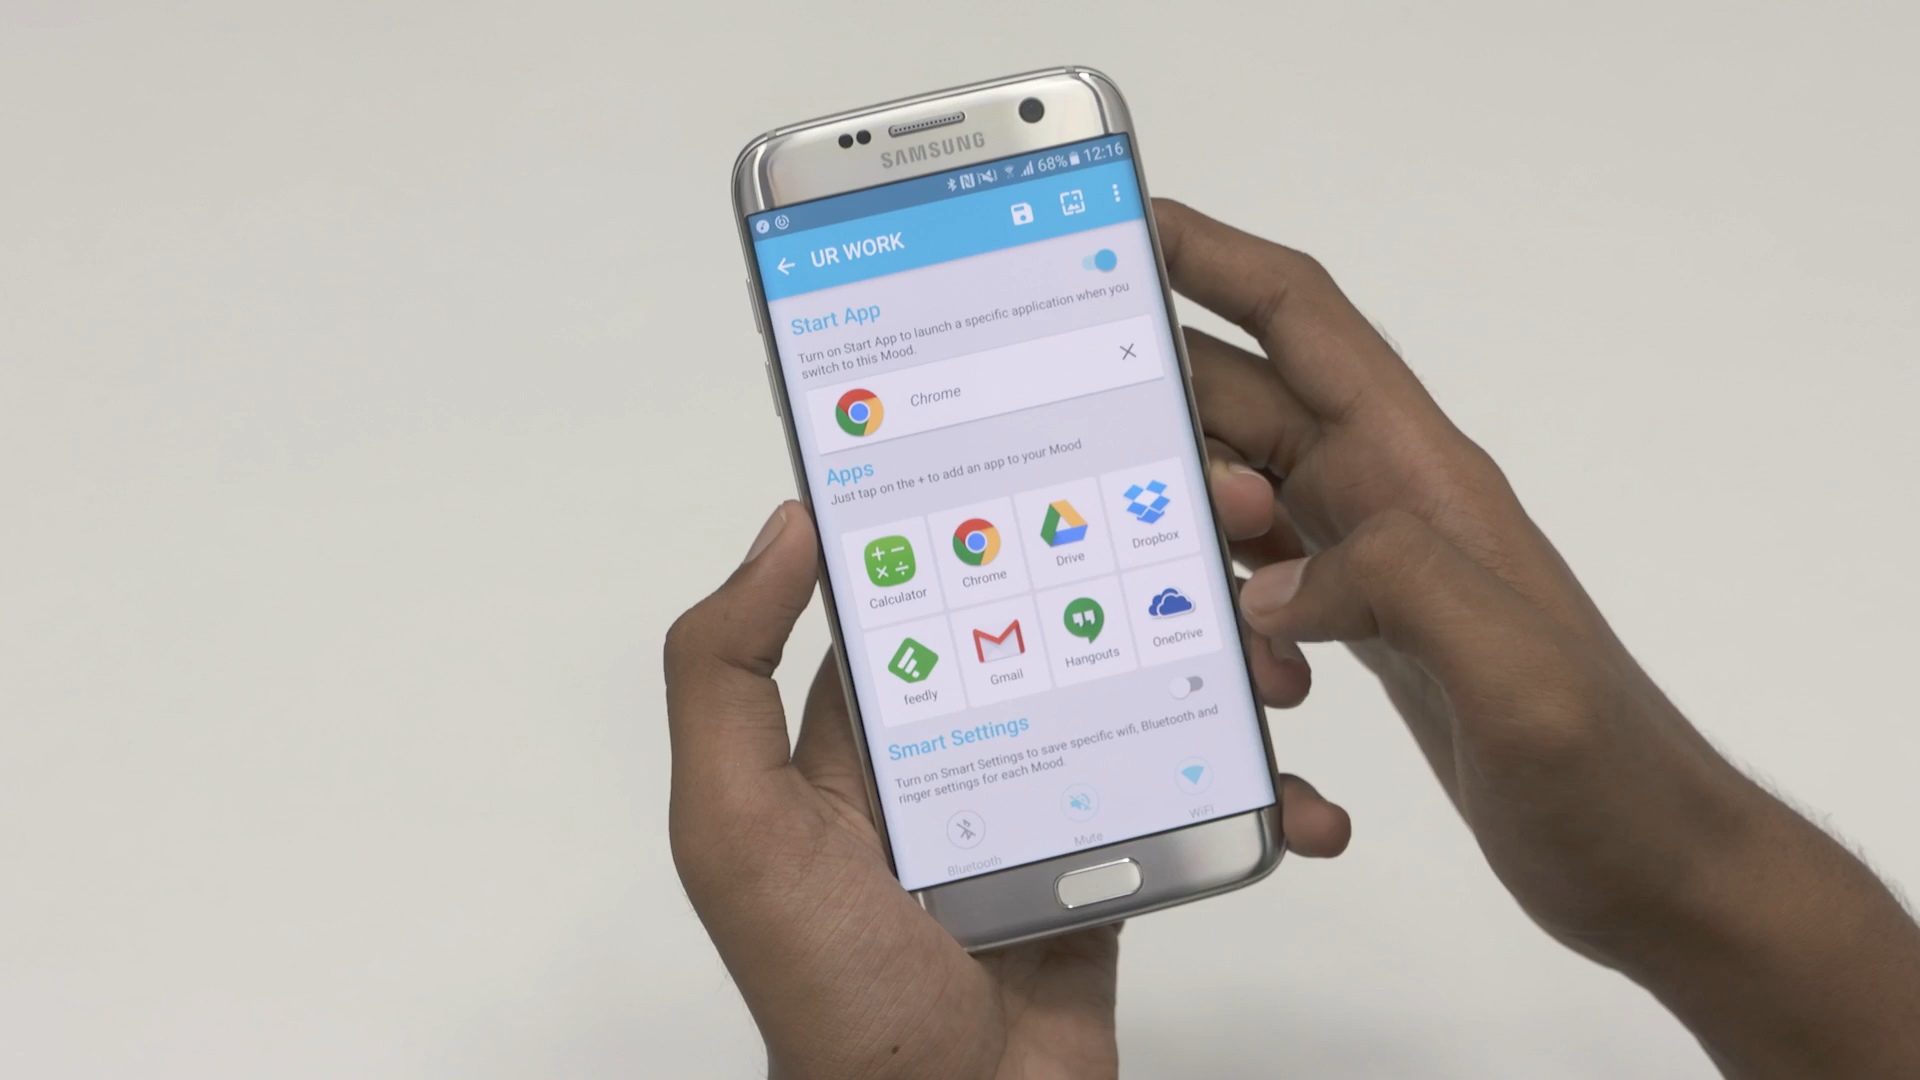 SAMSUNG
68% 12:16
UR WORK
Start App
Turn on Start App to launch a specific application when you
switch to this Mood.
Chrome
Apps
Just tap on the + to add an app to your Mood
Calculator Chrome Drive Dropbox
feedly Gmail Hangouts OneDrive
Smart Settings
Turn on Smart Settings to save specific wifi, Bluetooth and
ringer settings for each Mood.
Bluetooth Mute WiFi